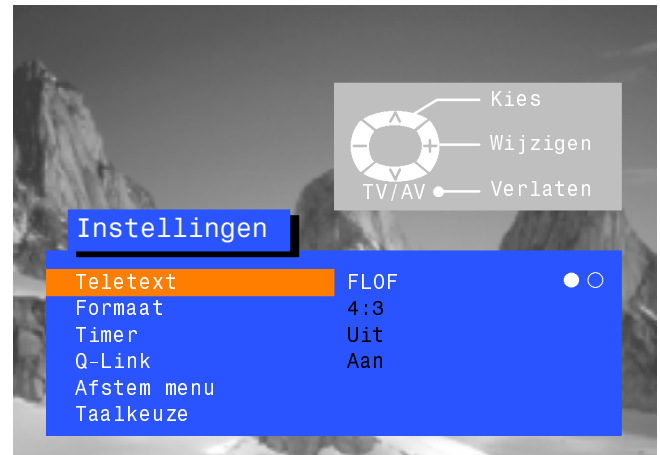 Kies
Wijzigen
TV/AV Verlaten
Instellingen
Teletext FLOF
Formaat 4:3
Timer Uit
Q-Link Aan
Afstem menu
Taalkeuze